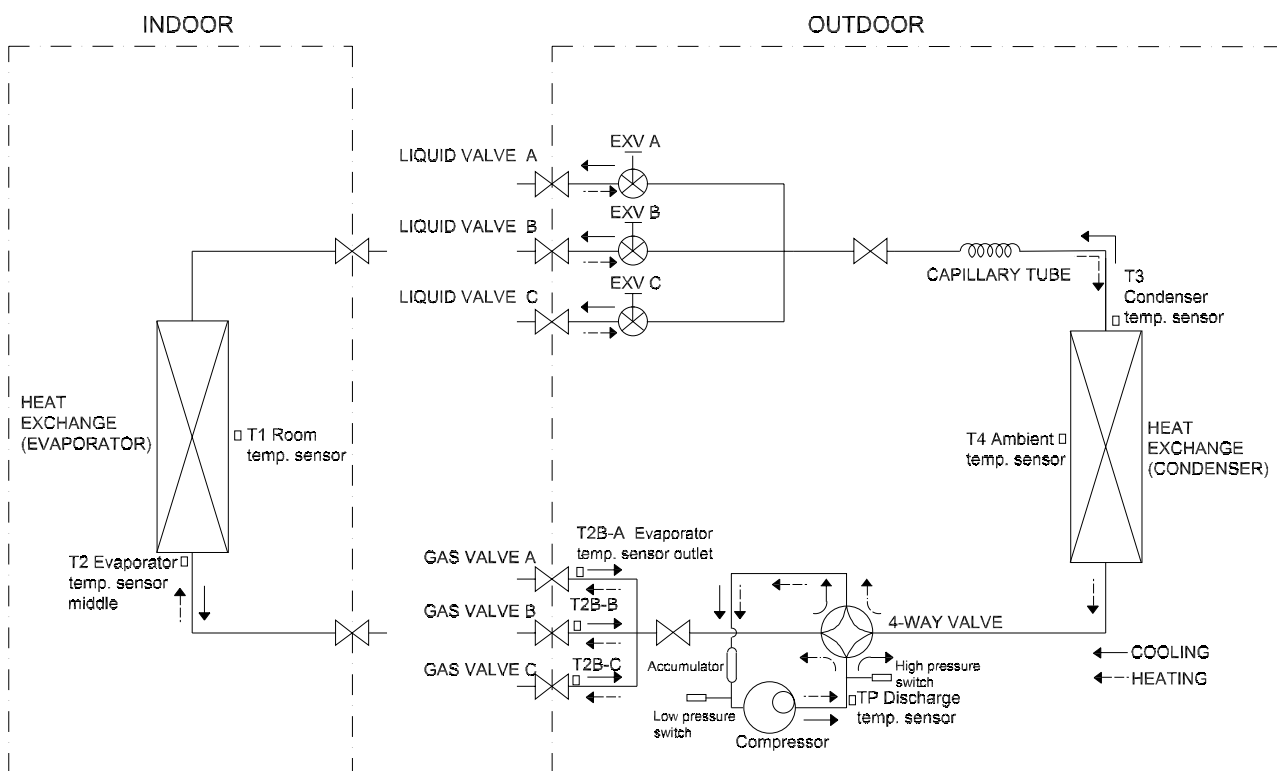 INDOOR
OUTDOOR
LIQUID VALVE A
EXV A
LIQUID VALVE B
EXV B
LIQUID VALVE C
EXV C
CAPILLARY TUBE
T3
Condenser
temp. sensor
HEAT
EXCHANGE
(EVAPORATOR)
T1 Room
temp. sensor
T4 Ambient
temp. sensor
HEAT
EXCHANGE
(CONDENSER)
T2 Evaporator
temp. sensor
middle
GAS VALVE A
T2B-A Evaporator
temp. sensor outlet
GAS VALVE B
T2B-B
GAS VALVE C
T2B-C
4-WAY VALVE
Accumulator
High pressure
switch
Low pressure
switch
TP Discharge
temp. sensor
Compressor
COOLING
HEATING